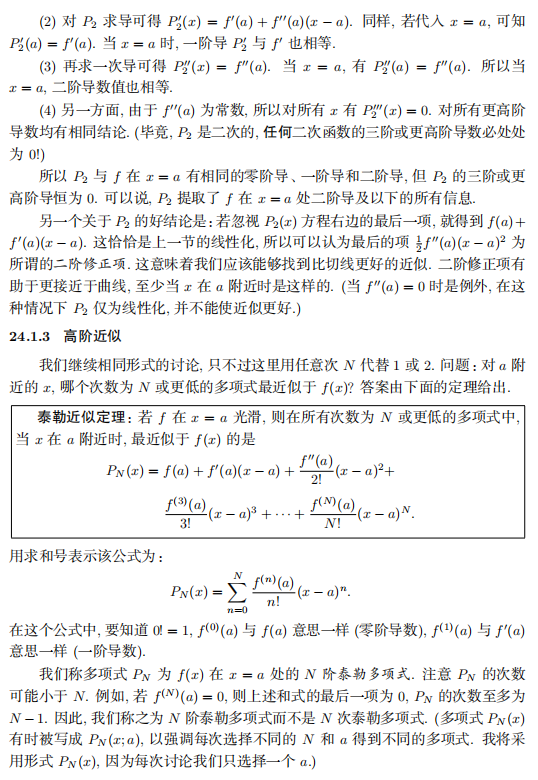 (2) 对 P₂ 求导可得 P₂′(x) = f′(a) + f″(a)(x − a). 同样, 若代入 x = a, 可知
P₂′(a) = f′(a). 当 x = a 时, 一阶导 P₂′ 与 f′ 也相等.
(3) 再求一次导可得 P₂″(x) = f″(a). 当 x = a, 有 P₂″(a) = f″(a). 所以当
x = a, 二阶导数值也相等.
(4) 另一方面, 由于 f″(a) 为常数, 所以对所有 x 有 P₂‴(x) = 0. 对所有更高阶
导数均有相同结论. (毕竟, P₂ 是二次的, 任何二次函数的三阶或更高阶导数必处处
为 0!)
所以 P₂ 与 f 在 x = a 有相同的零阶导、一阶导和二阶导, 但 P₂ 的三阶或更
高阶导恒为 0. 可以说, P₂ 提取了 f 在 x = a 处二阶导及以下的所有信息.
另一个关于 P₂ 的好结论是: 若忽视 P₂(x) 方程右边的最后一项, 就得到 f(a)+
f′(a)(x − a). 这恰恰是上一节的线性化, 所以可以认为最后的项 ½f″(a)(x − a)² 为
所谓的二阶修正项. 这意味着我们应该能够找到比切线更好的近似. 二阶修正项有
助于更接近于曲线, 至少当 x 在 a 附近时是这样的. (当 f″(a) = 0 时是例外, 在这
种情况下 P₂ 仅为线性化, 并不能使近似更好.)
24.1.3 高阶近似
我们继续相同形式的讨论, 只不过这里用任意次 N 代替 1 或 2. 问题: 对 a 附
近的 x, 哪个次数为 N 或更低的多项式最近似于 f(x)? 答案由下面的定理给出.
泰勒近似定理: 若 f 在 x = a 光滑, 则在所有次数为 N 或更低的多项式中,
当 x 在 a 附近时, 最近似于 f(x) 的是
P_N(x) = f(a) + f′(a)(x − a) + f″(a)/2! (x − a)²+
f⁽³⁾(a)/3! (x − a)³ + ··· + f⁽ᴺ⁾(a)/N! (x − a)ᴺ.
用求和号表示该公式为:
P_N(x) = ∑_{n=0}^{N} f⁽ⁿ⁾(a)/n! (x − a)ⁿ.
在这个公式中, 要知道 0! = 1, f⁽⁰⁾(a) 与 f(a) 意思一样 (零阶导数), f⁽¹⁾(a) 与 f′(a)
意思一样 (一阶导数).
我们称多项式 P_N 为 f(x) 在 x = a 处的 N 阶泰勒多项式. 注意 P_N 的次数
可能小于 N. 例如, 若 f⁽ᴺ⁾(a) = 0, 则上述和式的最后一项为 0, P_N 的次数至多为
N − 1. 因此, 我们称之为 N 阶泰勒多项式而不是 N 次泰勒多项式. (多项式 P_N(x)
有时被写成 P_N(x; a), 以强调每次选择不同的 N 和 a 得到不同的多项式. 我将采
用形式 P_N(x), 因为每次讨论我们只选择一个 a.)